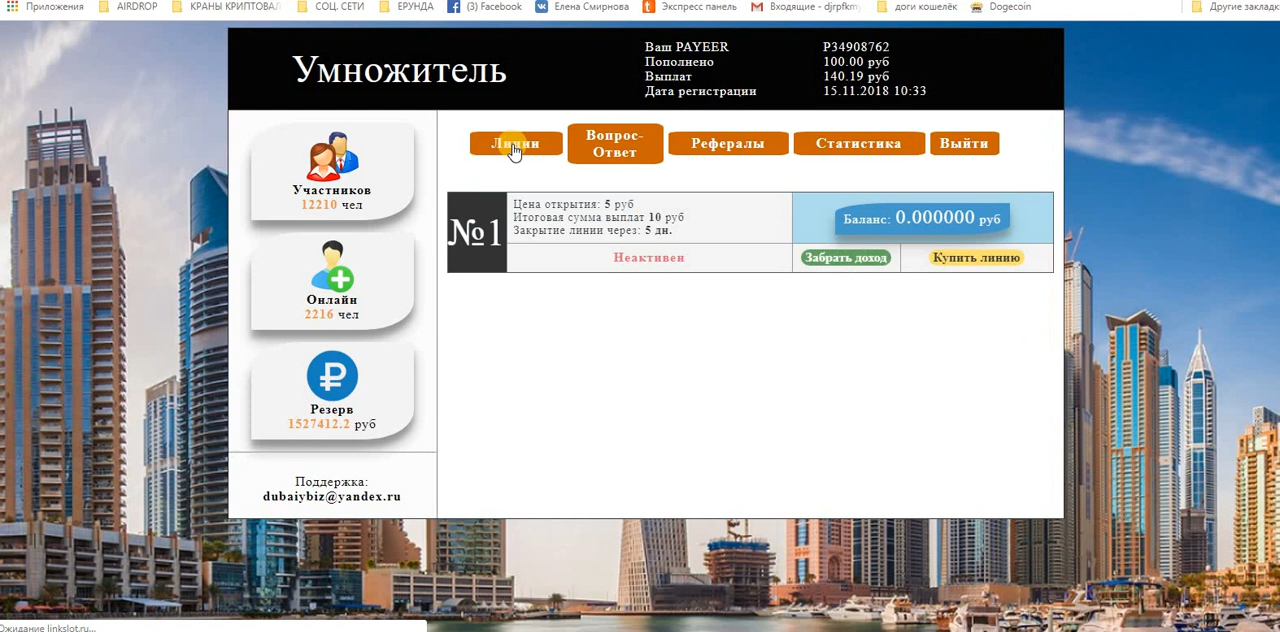 Приложения AIRDROP КРАНЫ КРИПТОВАЛ СОЦ. СЕТИ ЕРУНДА (3) Facebook Елена Смирнова Экспресс панель Входящие - djrpfkm доги кошелёк Dogecoin Другие закладк
Умножитель
Ваш PAYEER P34908762
Пополнено 100.00 руб
Выплат 140.19 руб
Дата регистрации 15.11.2018 10:33
Линии
Вопрос-
Ответ
Рефералы
Статистика
Выйти
Участников
12210 чел
Онлайн
2216 чел
Резерв
1527412.2 руб
Поддержка:
dubaiybiz@yandex.ru
№1
Цена открытия: 5 руб
Итоговая сумма выплат 10 руб
Закрытие линии через: 5 дн.
Баланс: 0.000000 руб
Неактивен
Забрать доход
Купить линию
Ожидание linkslot.ru...